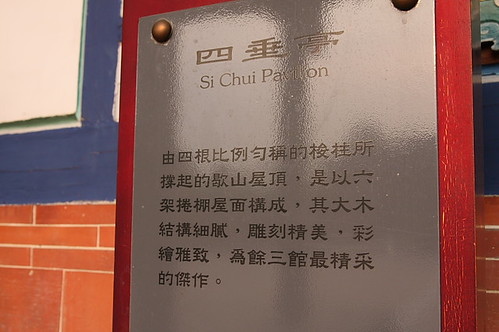 四垂亭
Si Chui Pavilion
由四根比例勻稱的梭柱所
撐起的歇山屋頂，是以六
架捲棚屋面構成，其大木
結構細膩，雕刻精美，彩
繪雅致，為餘三館最精采
的傑作。